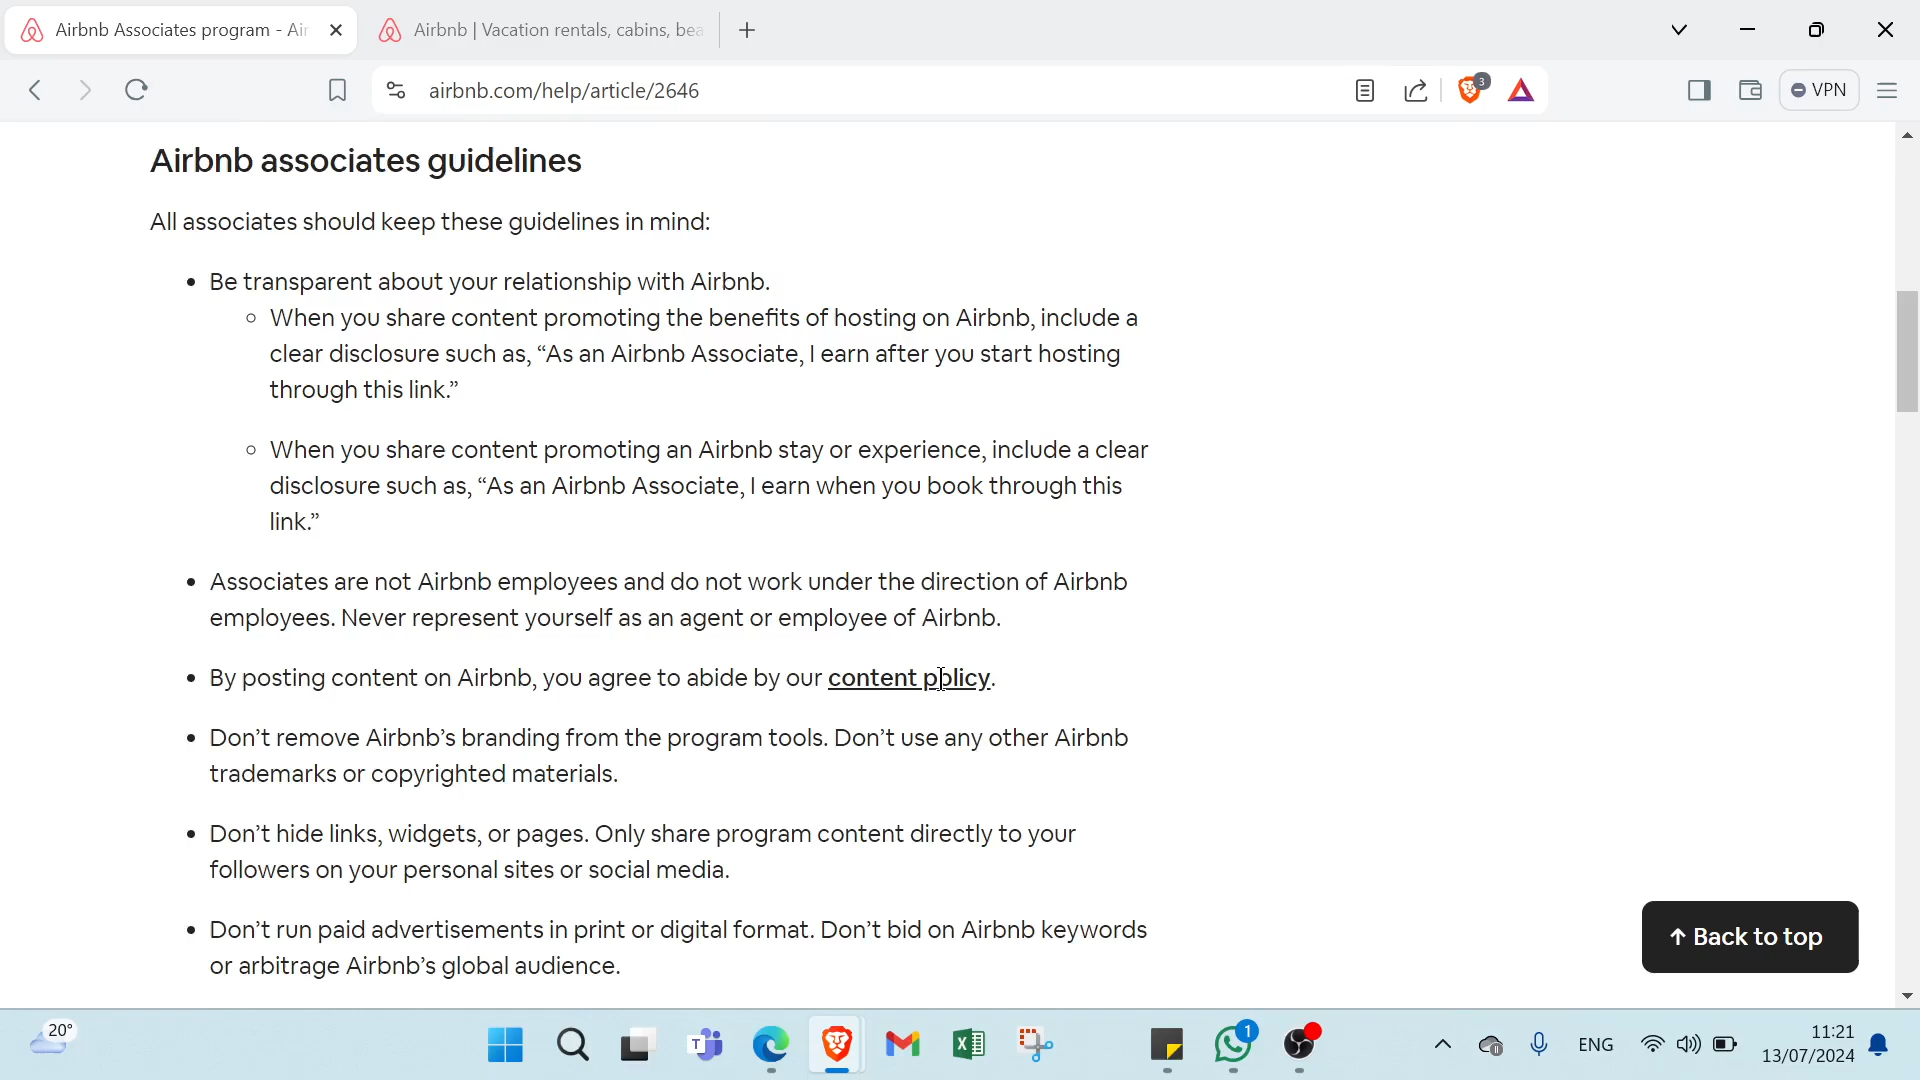 Airbnb Associates program - Air
Airbnb | Vacation rentals, cabins, bea
airbnb.com/help/article/2646
3
VPN
Airbnb associates guidelines
All associates should keep these guidelines in mind:
• Be transparent about your relationship with Airbnb.
When you share content promoting the benefits of hosting on Airbnb, include a
clear disclosure such as, “As an Airbnb Associate, I earn after you start hosting
through this link.”
When you share content promoting an Airbnb stay or experience, include a clear
disclosure such as, “As an Airbnb Associate, I earn when you book through this
link.”
• Associates are not Airbnb employees and do not work under the direction of Airbnb
employees. Never represent yourself as an agent or employee of Airbnb.
• By posting content on Airbnb, you agree to abide by our content policy.
• Don’t remove Airbnb’s branding from the program tools. Don’t use any other Airbnb
trademarks or copyrighted materials.
• Don’t hide links, widgets, or pages. Only share program content directly to your
followers on your personal sites or social media.
• Don’t run paid advertisements in print or digital format. Don’t bid on Airbnb keywords
or arbitrage Airbnb’s global audience.
↑ Back to top
20°
1
ENG
11:21
13/07/2024